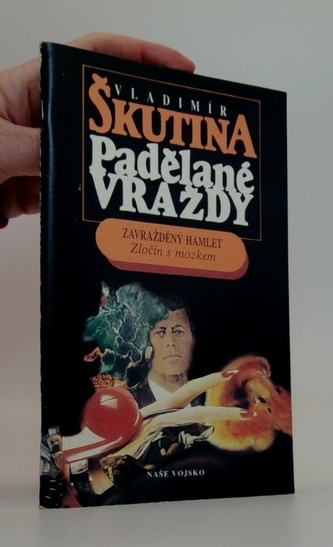 VLADIMÍR
ŠKUTINA
Padělané
VRAŽDY
ZAVRAŽDĚNÝ HAMLET
Zločin s mozkem
NAŠE VOJSKO